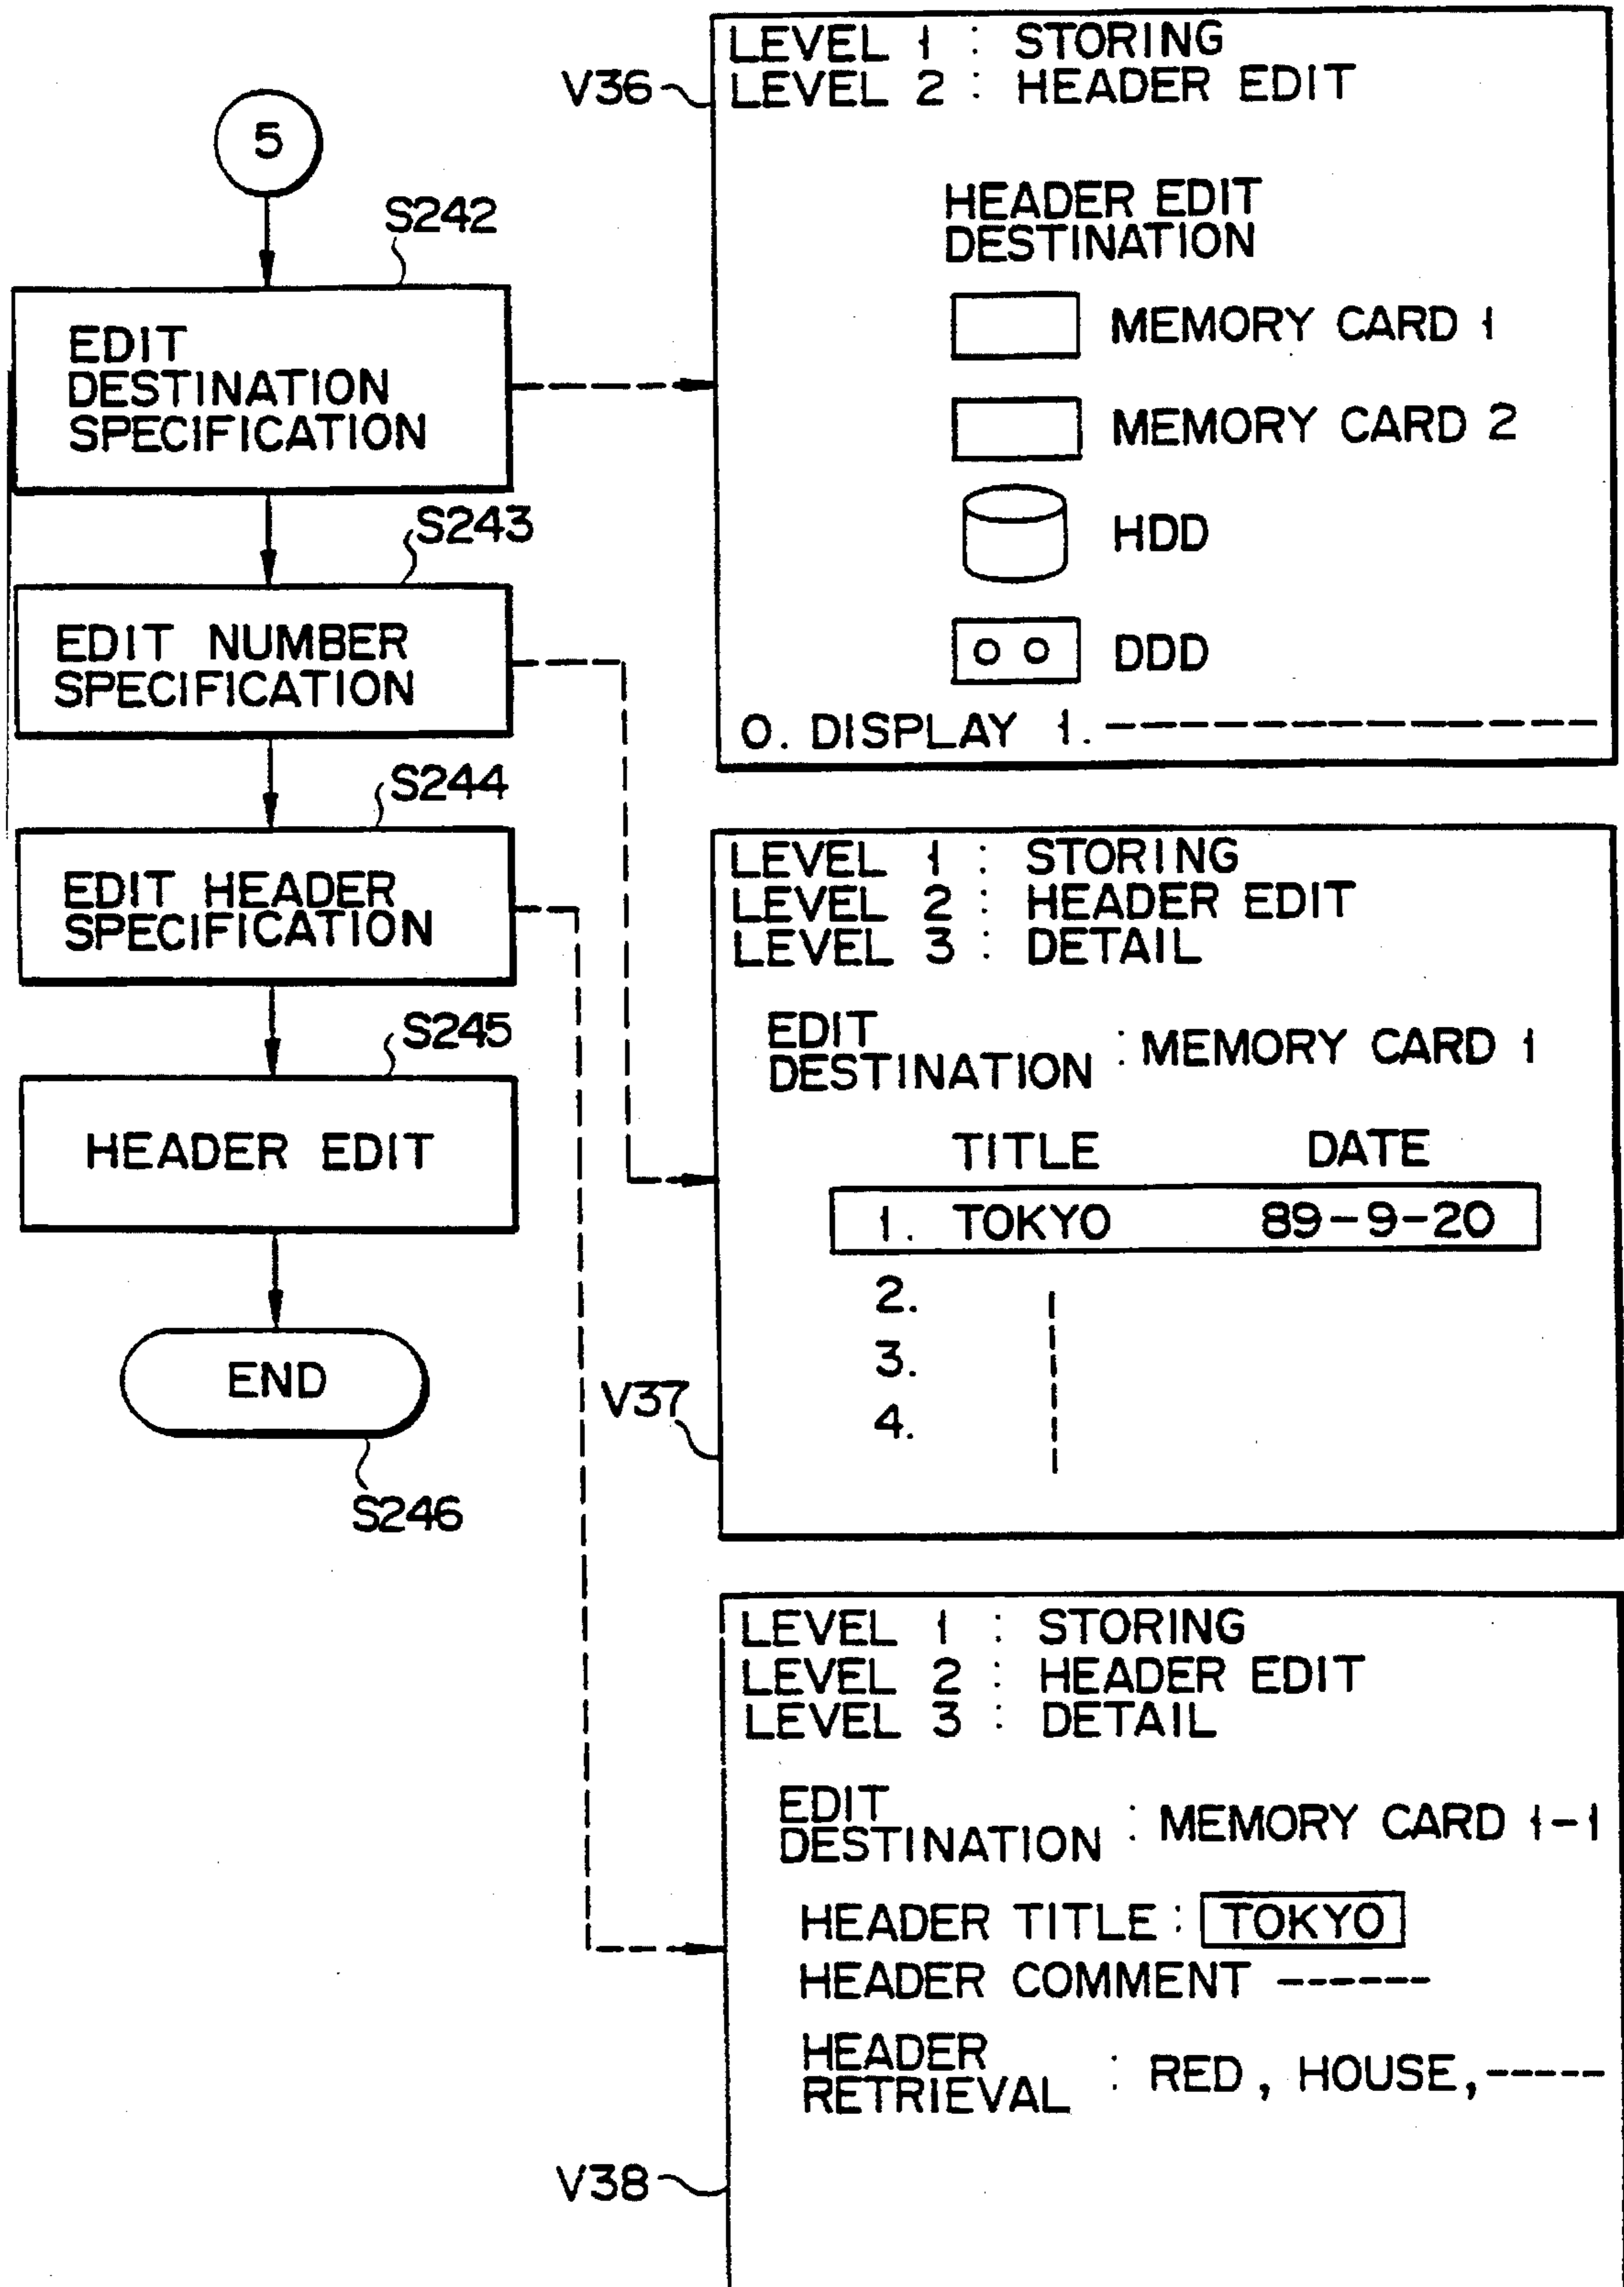 5
S242
EDIT
DESTINATION
SPECIFICATION
S243
EDIT NUMBER
SPECIFICATION
S244
EDIT HEADER
SPECIFICATION
S245
HEADER EDIT
END
S246
V36
LEVEL 1 : STORING
LEVEL 2 : HEADER EDIT
HEADER EDIT
DESTINATION
MEMORY CARD 1
MEMORY CARD 2
HDD
DDD
0. DISPLAY 1. ------------
V37
LEVEL 1 : STORING
LEVEL 2 : HEADER EDIT
LEVEL 3 : DETAIL
EDIT
DESTINATION : MEMORY CARD 1
TITLE DATE
1. TOKYO 89-9-20
2.
3.
4.
V38
LEVEL 1 : STORING
LEVEL 2 : HEADER EDIT
LEVEL 3 : DETAIL
EDIT
DESTINATION : MEMORY CARD 1-1
HEADER TITLE : TOKYO
HEADER COMMENT ------
HEADER
RETRIEVAL : RED, HOUSE, -----